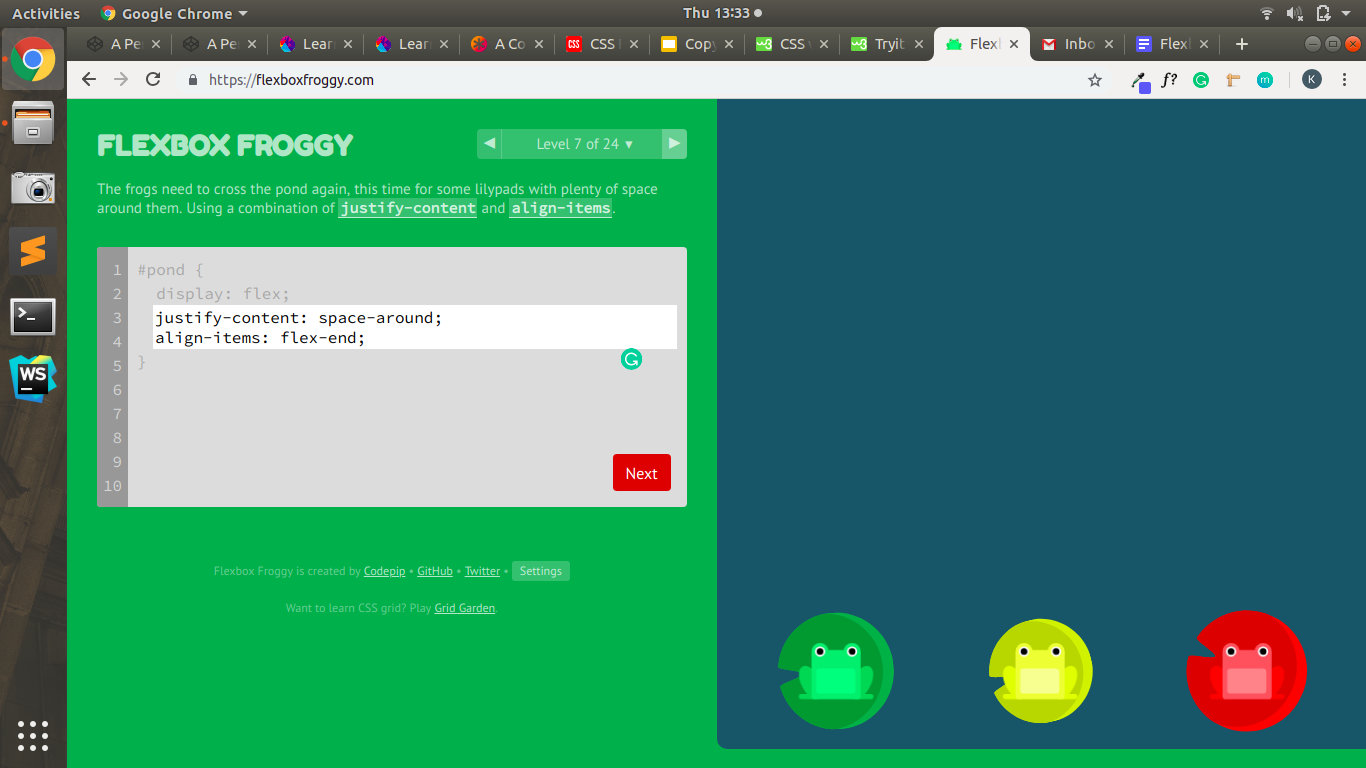 Activities Google Chrome Thu 13:33
A Pe A Pe Learn Lear A Co CSS Copy CSS Tryit Flexl Inbo Flexl
https://flexboxfroggy.com f? K
FLEXBOX FROGGY
Level 7 of 24
The frogs need to cross the pond again, this time for some lilypads with plenty of space
around them. Using a combination of justify-content and align-items.
1 #pond {
2 display: flex;
3 justify-content: space-around;
4 align-items: flex-end;
5 }
6
7
8
9
10
Next
Flexbox Froggy is created by Codepip • GitHub • Twitter • Settings
Want to learn CSS grid? Play Grid Garden.
WS